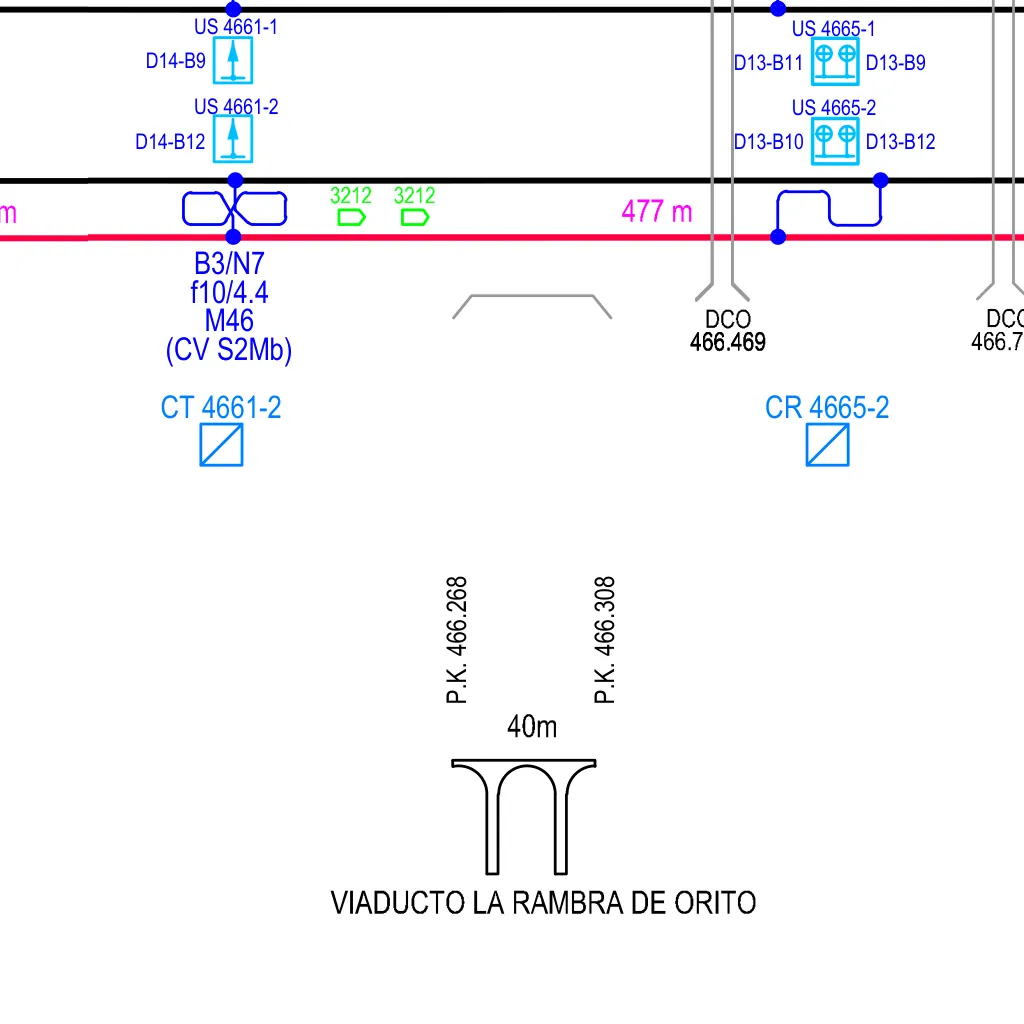 US 4661-1
D14-B9
US 4661-2
D14-B12
US 4665-1
D13-B11
D13-B9
US 4665-2
D13-B10
D13-B12
m
3212
3212
477 m
B3/N7
f10/4.4
M46
(CV S2Mb)
DCO
466.469
DCO
466.7
CT 4661-2
CR 4665-2
P.K. 466.268
P.K. 466.308
40m
VIADUCTO LA RAMBRA DE ORITO